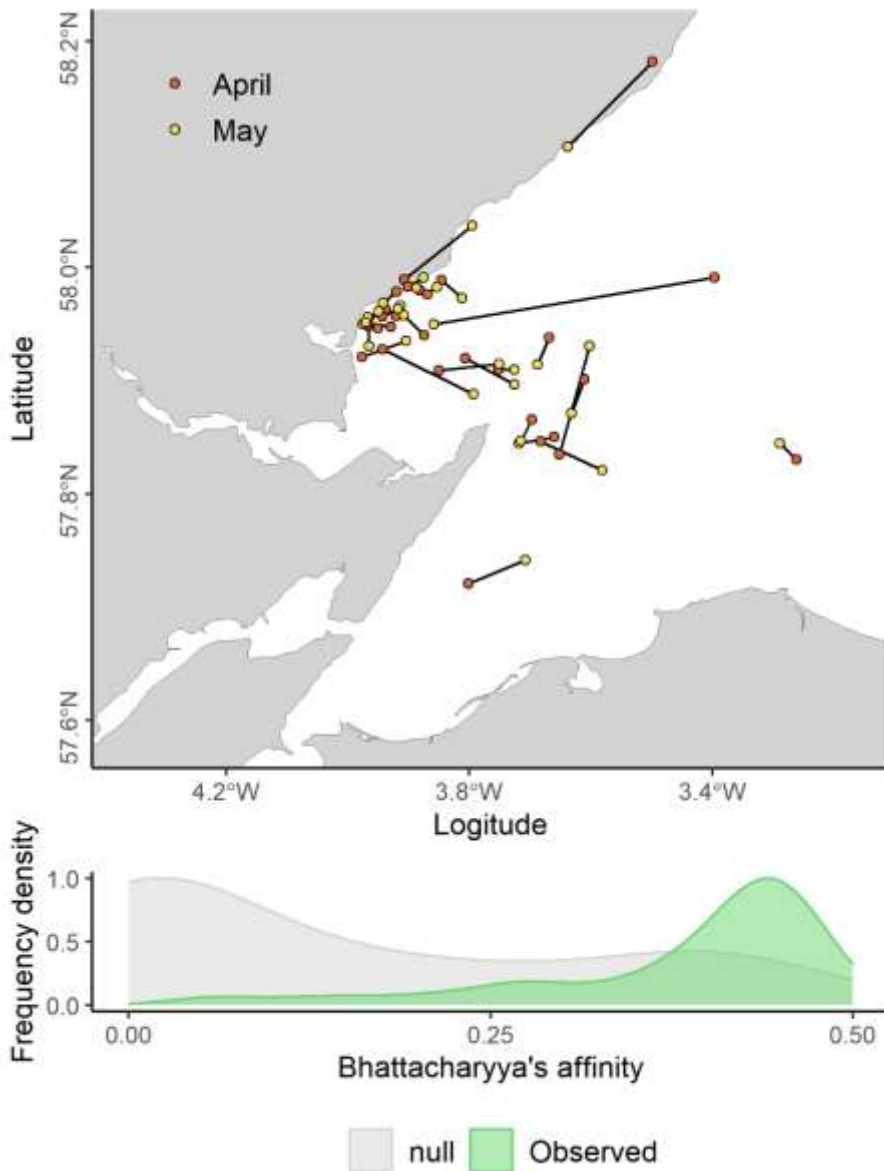 58.2°N
April
May
58.0°N
Latitude
57.8°N
57.6°N
4.2°W
3.8°W
3.4°W
Logitude
Frequency density
1.0
0.5
0.0
0.00
0.25
0.50
Bhattacharyya's affinity
null
Observed